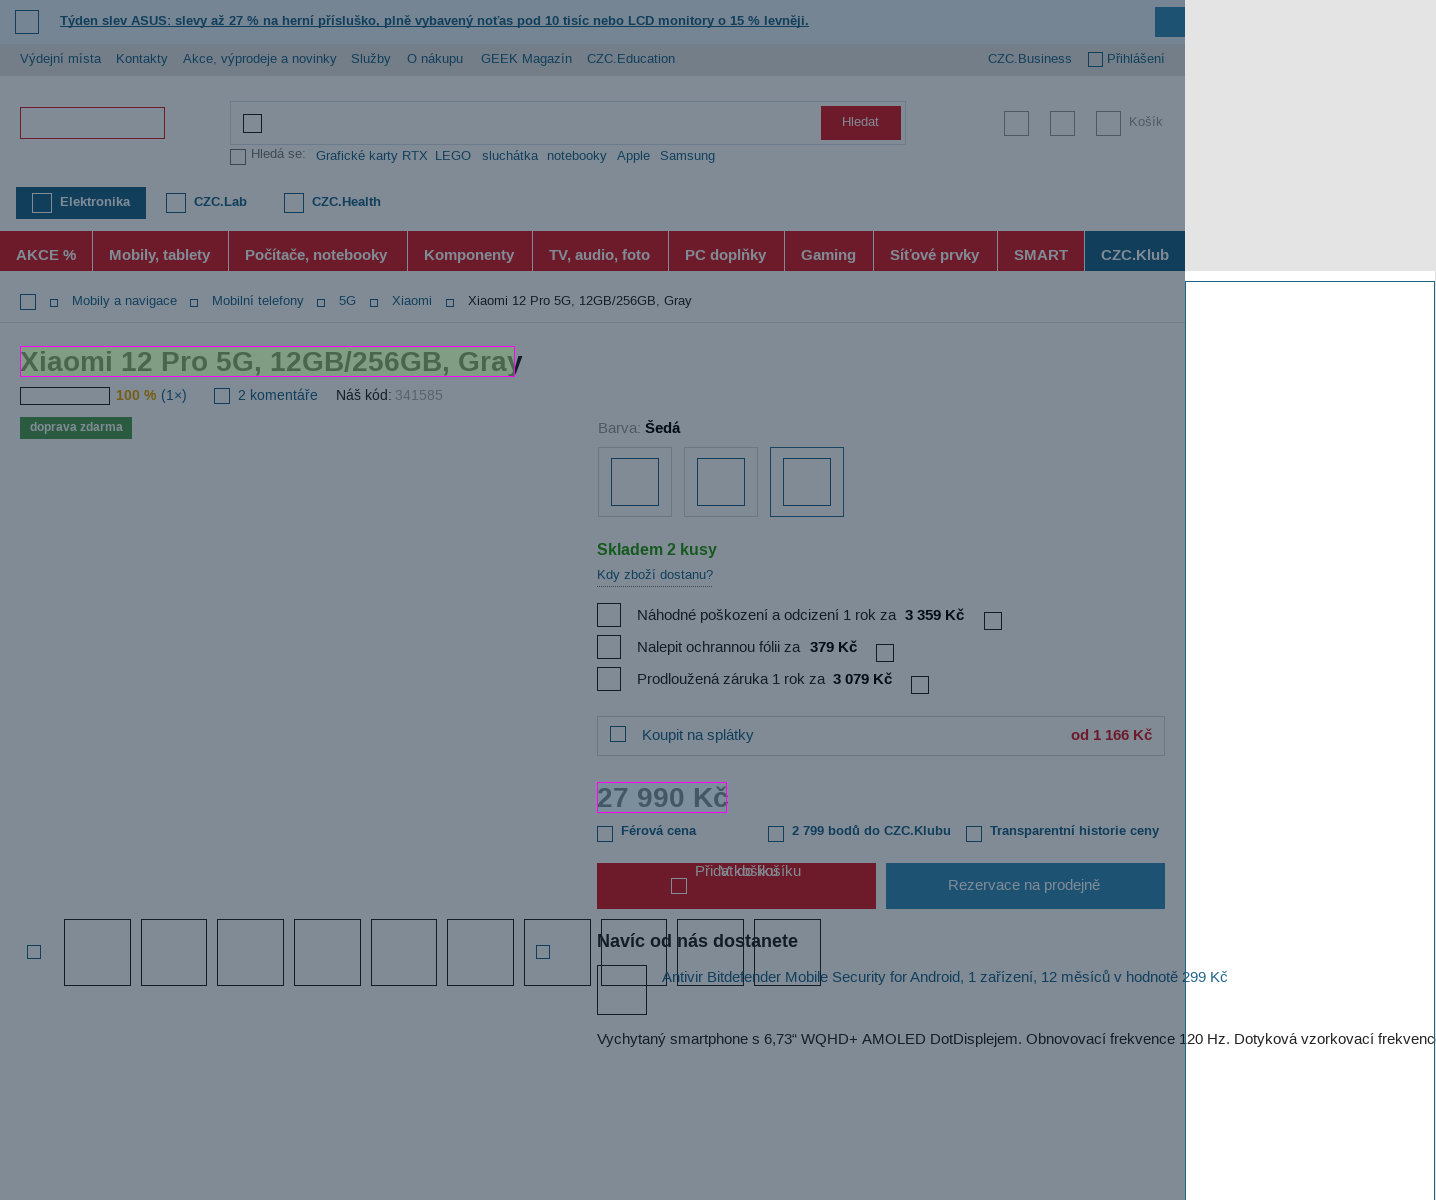 Týden slev ASUS: slevy až 27 % na herní přísluško, plně vybavený noťas pod 10 tisíc nebo LCD monitory o 15 % levněji.
Výdejní místa Kontakty Akce, výprodeje a novinky Služby O nákupu GEEK Magazín CZC.Education CZC.Business Přihlášení
Hledat Košík
Hledá se: Grafické karty RTX LEGO sluchátka notebooky Apple Samsung
Elektronika CZC.Lab CZC.Health
AKCE % Mobily, tablety Počítače, notebooky Komponenty TV, audio, foto PC doplňky Gaming Síťové prvky SMART CZC.Klub
Mobily a navigace Mobilní telefony 5G Xiaomi Xiaomi 12 Pro 5G, 12GB/256GB, Gray
Xiaomi 12 Pro 5G, 12GB/256GB, Gray
100 % (1×) 2 komentáře Náš kód: 341585
doprava zdarma
Barva: Šedá
Skladem 2 kusy
Kdy zboží dostanu?
Náhodné poškození a odcizení 1 rok za 3 359 Kč
Nalepit ochrannou fólii za 379 Kč
Prodloužená záruka 1 rok za 3 079 Kč
Koupit na splátky od 1 166 Kč
27 990 Kč
Férová cena 2 799 bodů do CZC.Klubu Transparentní historie ceny
Přidat do košíku V košíku
Rezervace na prodejně
Navíc od nás dostanete
Antivir Bitdefender Mobile Security for Android, 1 zařízení, 12 měsíců v hodnotě 299 Kč
Vychytaný smartphone s 6,73“ WQHD+ AMOLED DotDisplejem. Obnovovací frekvence 120 Hz. Dotyková vzorkovací frekvenc